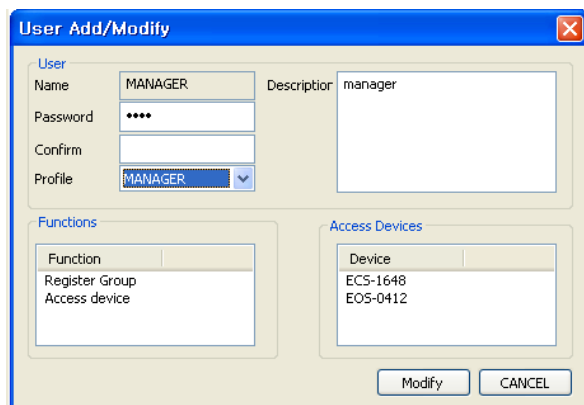 User Add/Modify
User
Name MANAGER Description manager
Password ••••
Confirm
Profile MANAGER
Functions Access Devices
Function Device
Register Group ECS-1648
Access device EOS-0412
Modify CANCEL